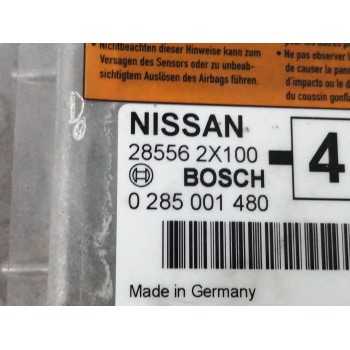 • Nichtbeachten dieser Hinweise kann zum
Versagen des Sensors oder zu unbeab-
sichtigtem Auslösen des Airbags führen.
• Ne pas observer
de causer la pan
d'impacts ou le d
du coussin gonfl
NISSAN
28556 2X100
-4
BOSCH
0 285 001 480
Made in Germany